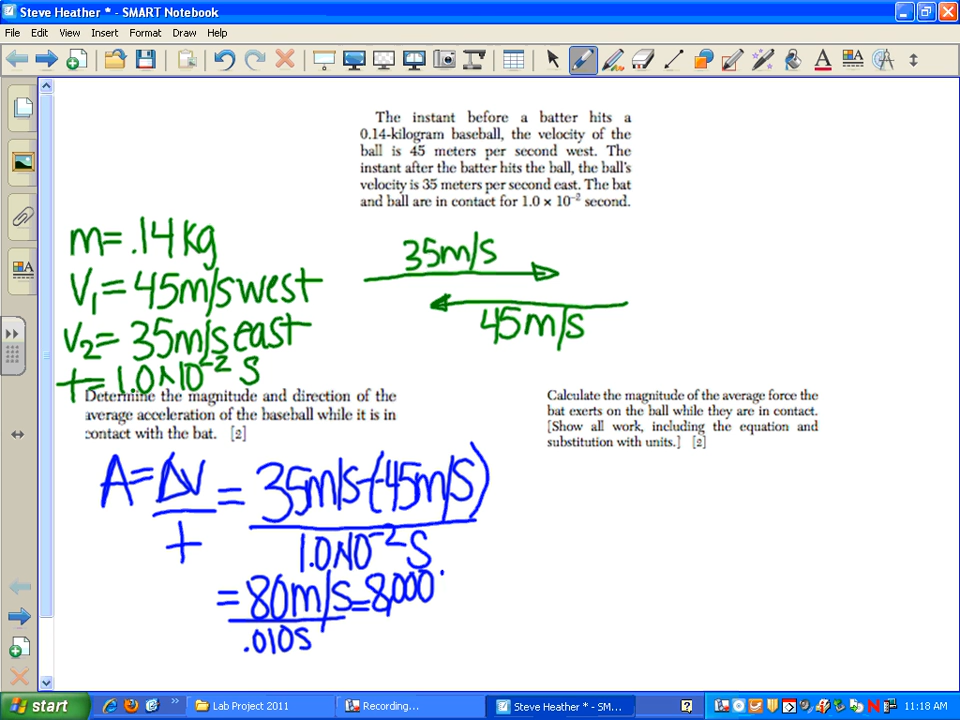 Steve Heather * - SMART Notebook
File Edit View Insert Format Draw Help
The instant before a batter hits a
0.14-kilogram baseball, the velocity of the
ball is 45 meters per second west. The
instant after the batter hits the ball, the ball's
velocity is 35 meters per second east. The bat
and ball are in contact for 1.0 × 10⁻² second.
m= .14 kg
V₁= 45m/s west
V₂= 35m/s east
t= 1.0×10⁻² s
35m/s
45m/s
Determine the magnitude and direction of the
average acceleration of the baseball while it is in
contact with the bat. [2]
A= Δv/t = 35m/s-(-45m/s)
1.0×10⁻² s
= 80m/s = 8,000
.010s
Calculate the magnitude of the average force the
bat exerts on the ball while they are in contact.
[Show all work, including the equation and
substitution with units.] [2]
start
Lab Project 2011
Recording...
Steve Heather * - SM...
11:18 AM